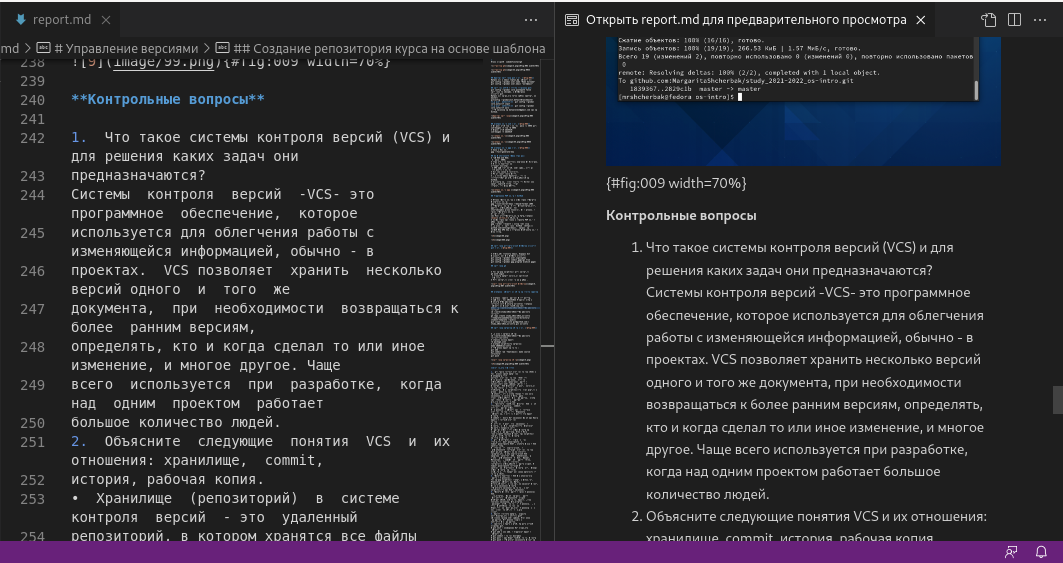 report.md
Открыть report.md для предварительного просмотра
md > # Управление версиями > ## Создание репозитория курса на основе шаблона
238 ![9](image/99.png){#fig:009 width=70%}
239
240 **Контрольные вопросы**
241
242 1. Что такое системы контроля версий (VCS) и
для решения каких задач они
243 предназначаются?
244 Системы контроля версий -VCS- это
программное обеспечение, которое
245 используется для облегчения работы с
изменяющейся информацией, обычно - в
246 проектах. VCS позволяет хранить несколько
версий одного и того же
247 документа, при необходимости возвращаться к
более ранним версиям,
248 определять, кто и когда сделал то или иное
изменение, и многое другое. Чаще
249 всего используется при разработке, когда
над одним проектом работает
250 большое количество людей.
251 2. Объясните следующие понятия VCS и их
отношения: хранилище, commit,
252 история, рабочая копия.
253 • Хранилище (репозиторий) в системе
контроля версий - это удаленный
254 репозиторий, в котором хранятся все файлы
Сжатие объектов: 100% (16/16), готово.
Запись объектов: 100% (19/19), 266.53 КиБ | 1.57 МиБ/с, готово.
Всего 19 (изменений 2), повторно использовано 0 (изменений 0), повторно использовано пакетов
0
remote: Resolving deltas: 100% (2/2), completed with 1 local object.
To github.com:MargaritaShcherbak/study_2021-2022_os-intro.git
1839367..2829c1b master -> master
[mrshcherbak@fedora os-intro]$
{#fig:009 width=70%}
Контрольные вопросы
1. Что такое системы контроля версий (VCS) и для
решения каких задач они предназначаются?
Системы контроля версий -VCS- это программное
обеспечение, которое используется для облегчения
работы с изменяющейся информацией, обычно - в
проектах. VCS позволяет хранить несколько версий
одного и того же документа, при необходимости
возвращаться к более ранним версиям, определять,
кто и когда сделал то или иное изменение, и многое
другое. Чаще всего используется при разработке,
когда над одним проектом работает большое
количество людей.
2. Объясните следующие понятия VCS и их отношения:
хранилище, commit, история, рабочая копия.